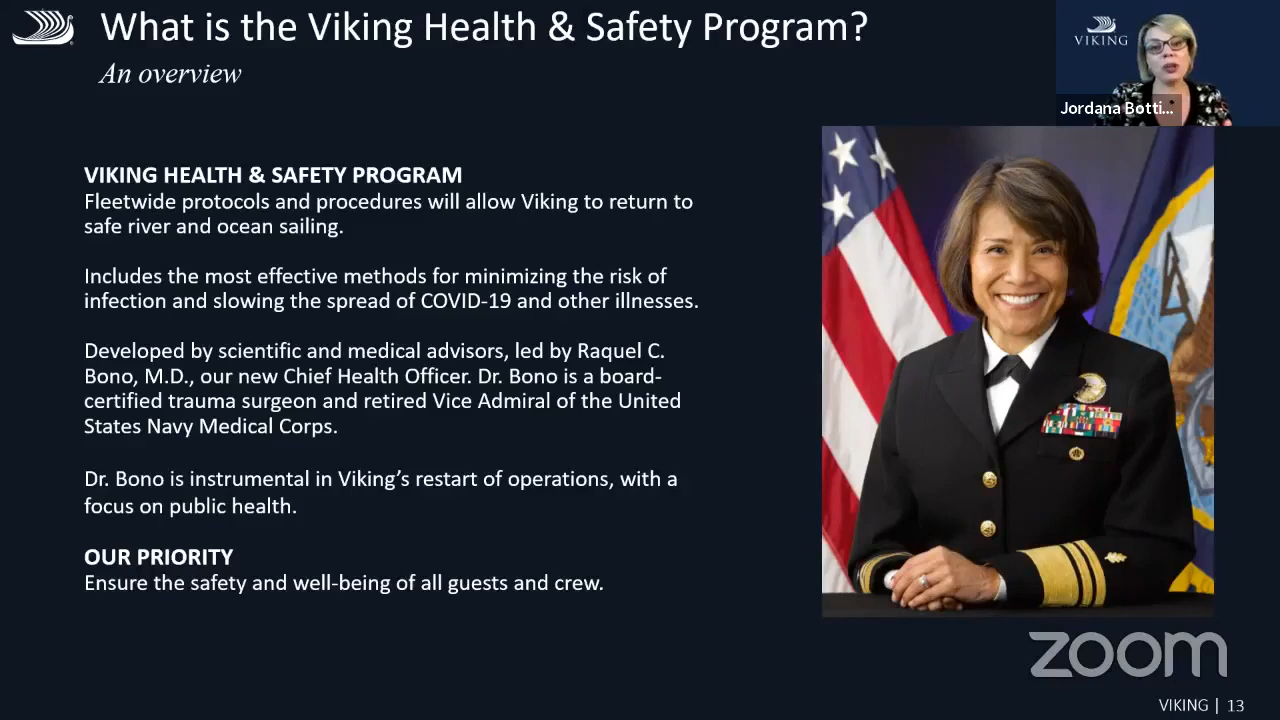 What is the Viking Health & Safety Program?
An overview
VIKING
Jordana Botti...
VIKING HEALTH & SAFETY PROGRAM
Fleetwide protocols and procedures will allow Viking to return to
safe river and ocean sailing.
Includes the most effective methods for minimizing the risk of
infection and slowing the spread of COVID-19 and other illnesses.
Developed by scientific and medical advisors, led by Raquel C.
Bono, M.D., our new Chief Health Officer. Dr. Bono is a board-
certified trauma surgeon and retired Vice Admiral of the United
States Navy Medical Corps.
Dr. Bono is instrumental in Viking’s restart of operations, with a
focus on public health.
OUR PRIORITY
Ensure the safety and well-being of all guests and crew.
zoom
VIKING | 13